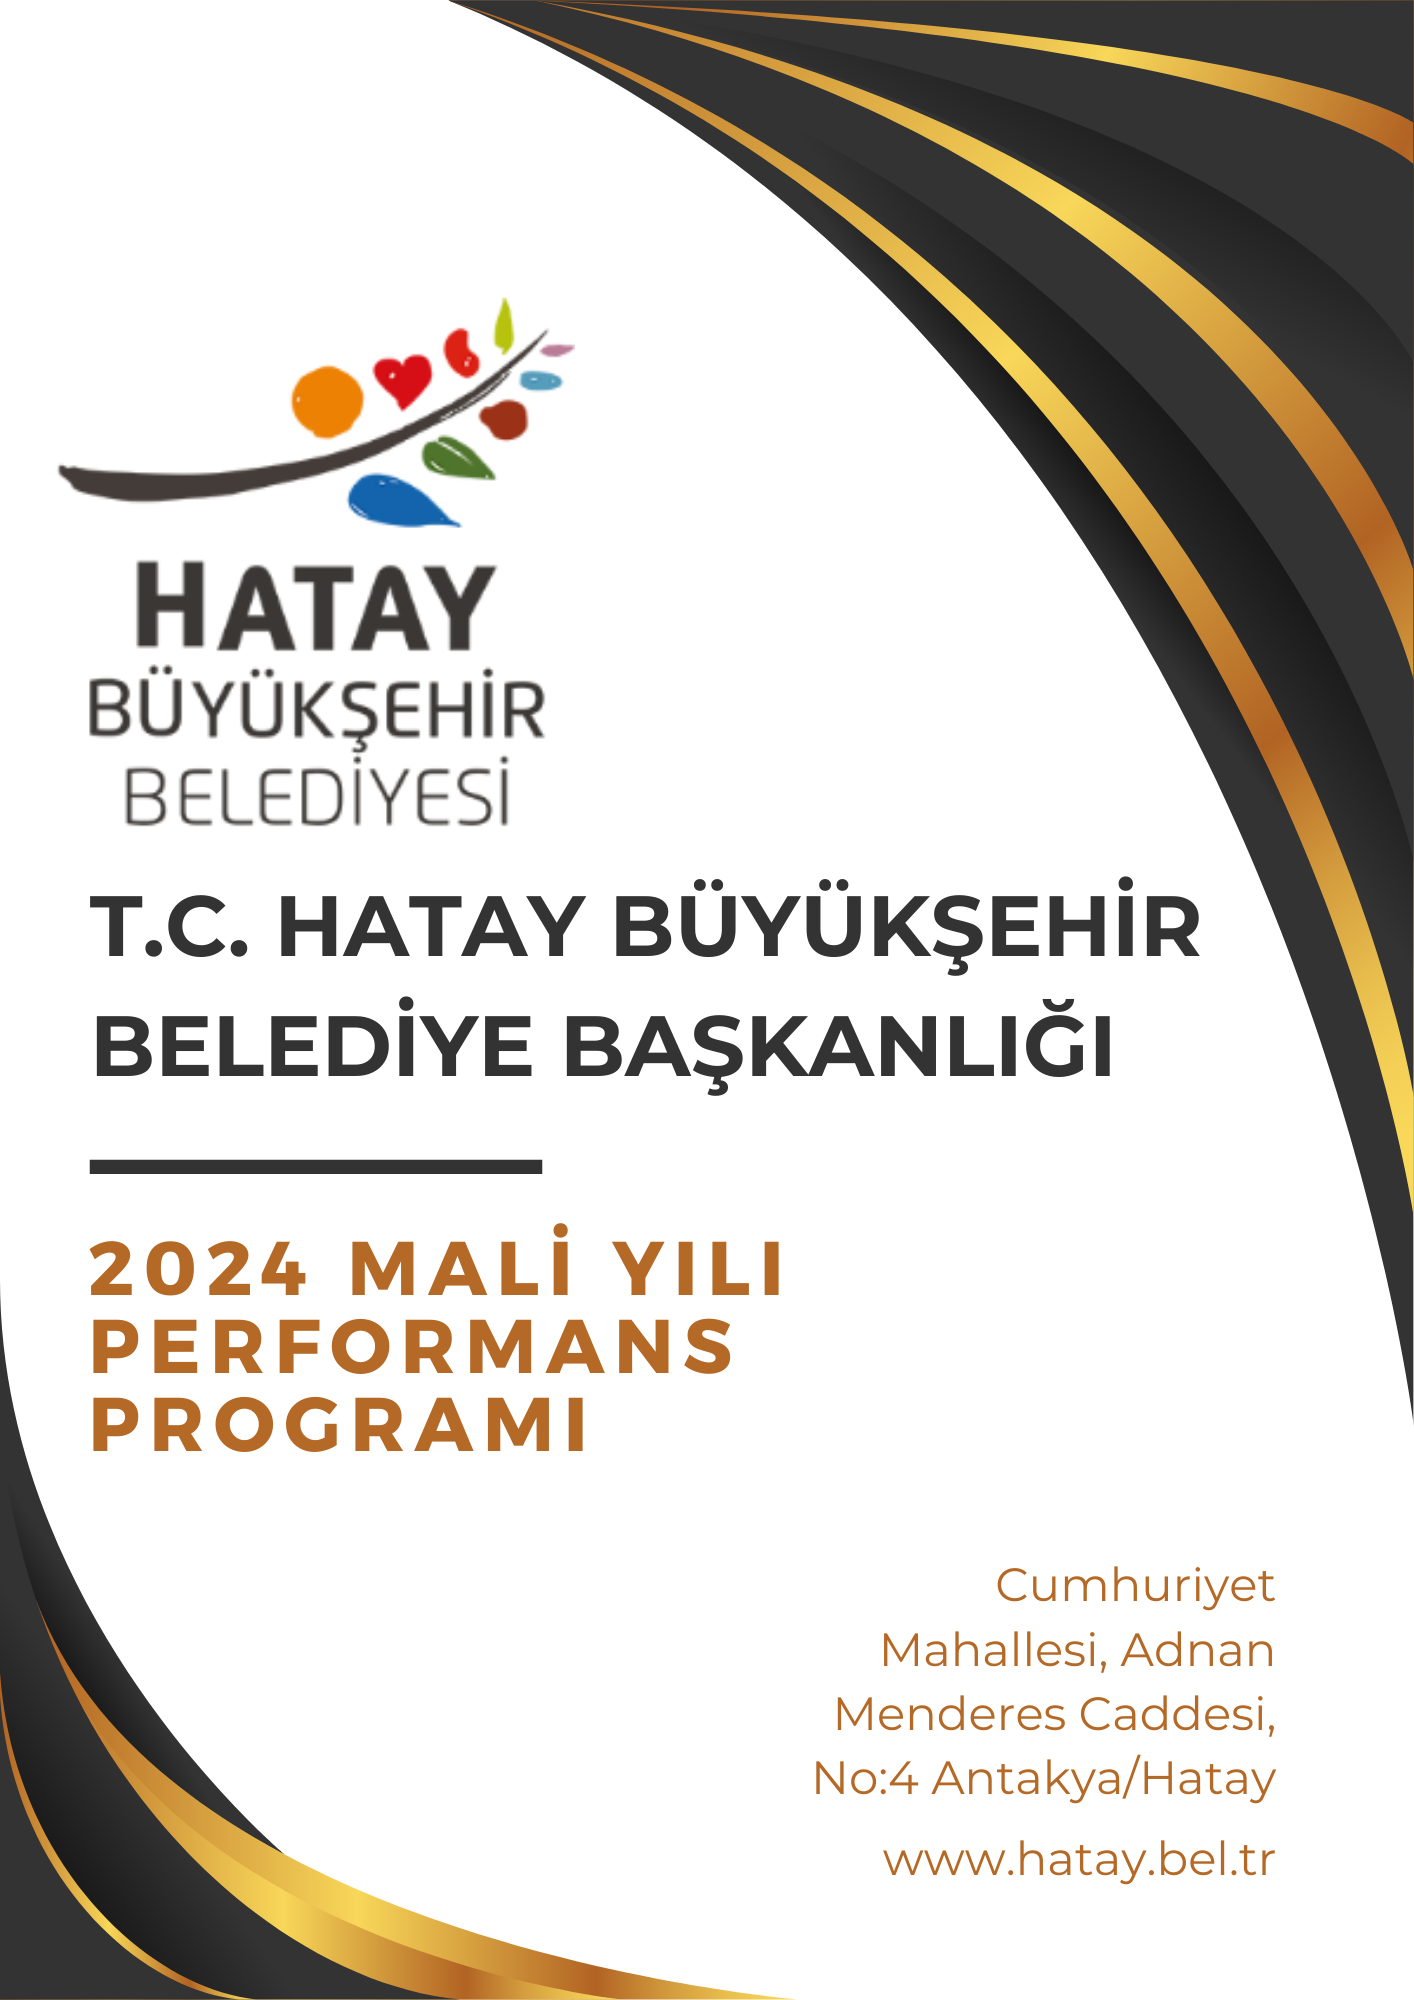 HATAY
BÜYÜKŞEHİR
BELEDİYESİ
T.C. HATAY BÜYÜKŞEHİR
BELEDİYE BAŞKANLIĞI
2024 MALİ YILI
PERFORMANS
PROGRAMI
Cumhuriyet
Mahallesi, Adnan
Menderes Caddesi,
No:4 Antakya/Hatay
www.hatay.bel.tr